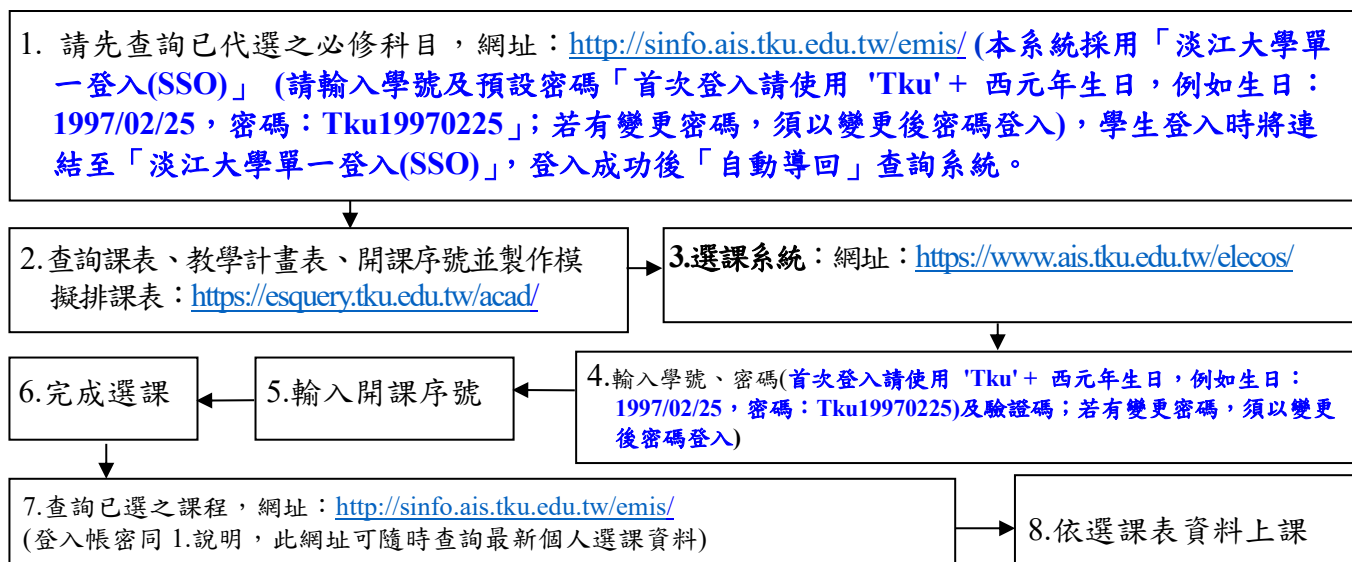 1. 請先查詢已代選之必修科目，網址：http://sinfo.ais.tku.edu.tw/emis/ (本系統採用「淡江大學單
一登入(SSO)」 (請輸入學號及預設密碼「首次登入請使用 'Tku'+ 西元年生日，例如生日：
1997/02/25，密碼：Tku19970225」；若有變更密碼，須以變更後密碼登入)，學生登入時將連
結至「淡江大學單一登入(SSO)」，登入成功後「自動導回」查詢系統。
2.查詢課表、教學計畫表、開課序號並製作模
擬排課表：https://esquery.tku.edu.tw/acad/
3.選課系統：網址：https://www.ais.tku.edu.tw/elecos/
4.輸入學號、密碼(首次登入請使用 'Tku'+ 西元年生日，例如生日：
1997/02/25，密碼：Tku19970225)及驗證碼；若有變更密碼，須以變更
後密碼登入)
5.輸入開課序號
6.完成選課
7.查詢已選之課程，網址：http://sinfo.ais.tku.edu.tw/emis/
(登入帳密同 1.說明，此網址可隨時查詢最新個人選課資料)
8.依選課表資料上課